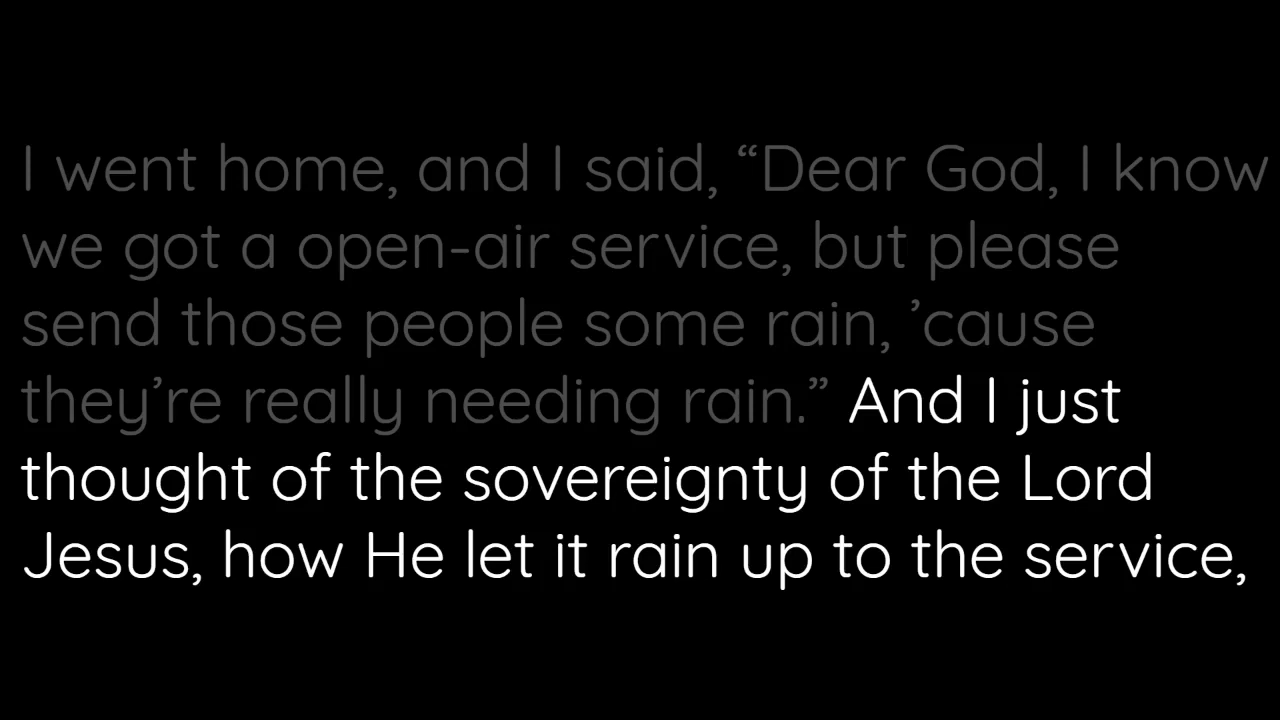 I went home, and I said, “Dear God, I know
we got a open-air service, but please
send those people some rain, ’cause
they’re really needing rain.” And I just
thought of the sovereignty of the Lord
Jesus, how He let it rain up to the service,